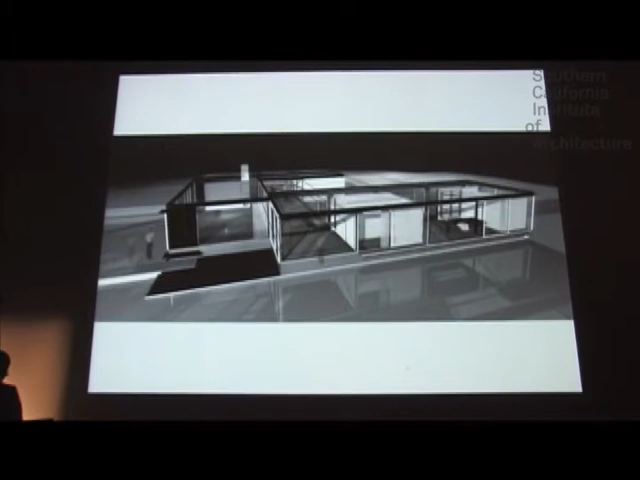 Southern
California
Institute
of
Architecture